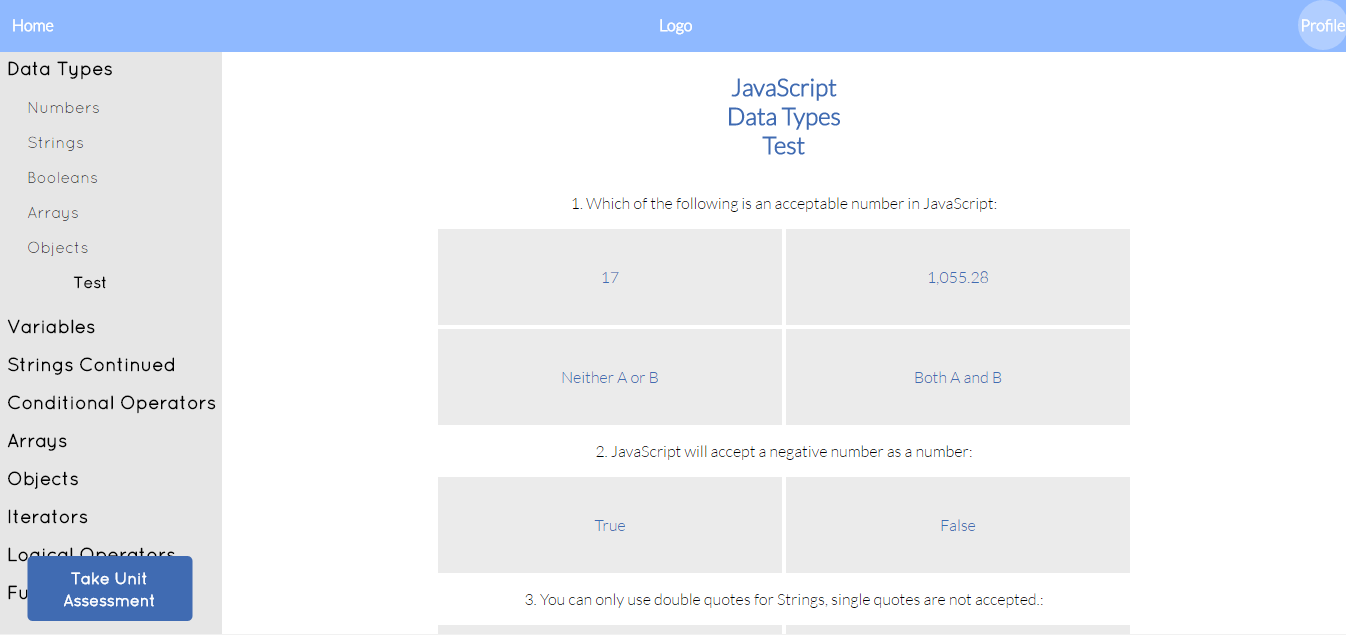 Home
Logo
Profile
Data Types
Numbers
Strings
Booleans
Arrays
Objects
Test
Variables
Strings Continued
Conditional Operators
Arrays
Objects
Iterators
Logical Operators
Take Unit
Assessment
JavaScript
Data Types
Test
1. Which of the following is an acceptable number in JavaScript:
17
1,055.28
Neither A or B
Both A and B
2. JavaScript will accept a negative number as a number:
True
False
3. You can only use double quotes for Strings, single quotes are not accepted.: